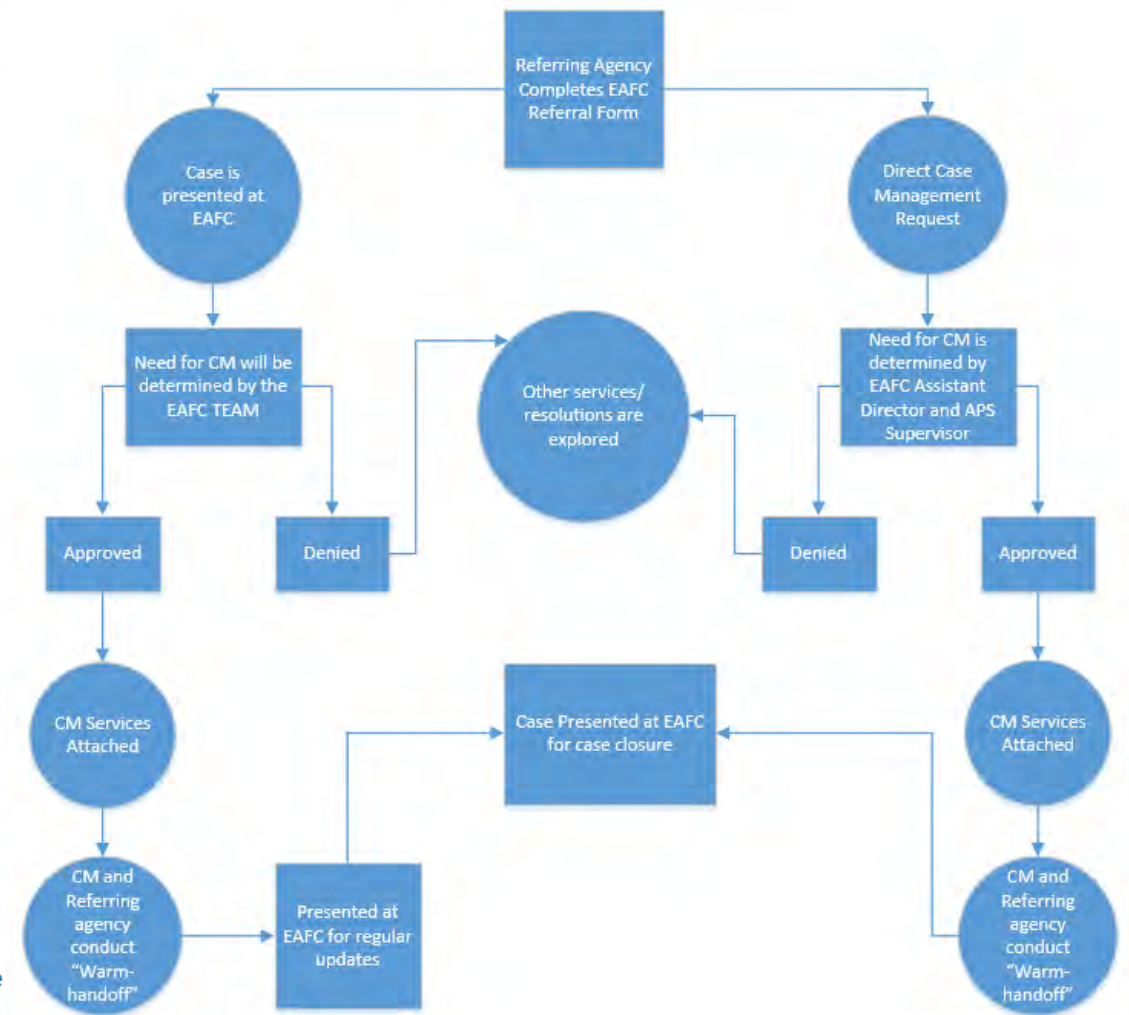 Referring Agency
Completes EAFC
Referral Form
Case is
presented at
EAFC
Direct Case
Management
Request
Need for CM will be
determined by the
EAFC TEAM
Other services/
resolutions are
explored
Need for CM is
determined by
EAFC Assistant
Director and APS
Supervisor
Approved
Denied
Denied
Approved
CM Services
Attached
Case Presented at EAFC
for case closure
CM Services
Attached
CM and
Referring
agency
conduct
“Warm-
handoff”
Presented at
EAFC for regular
updates
CM and
Referring
agency
conduct
“Warm-
handoff”